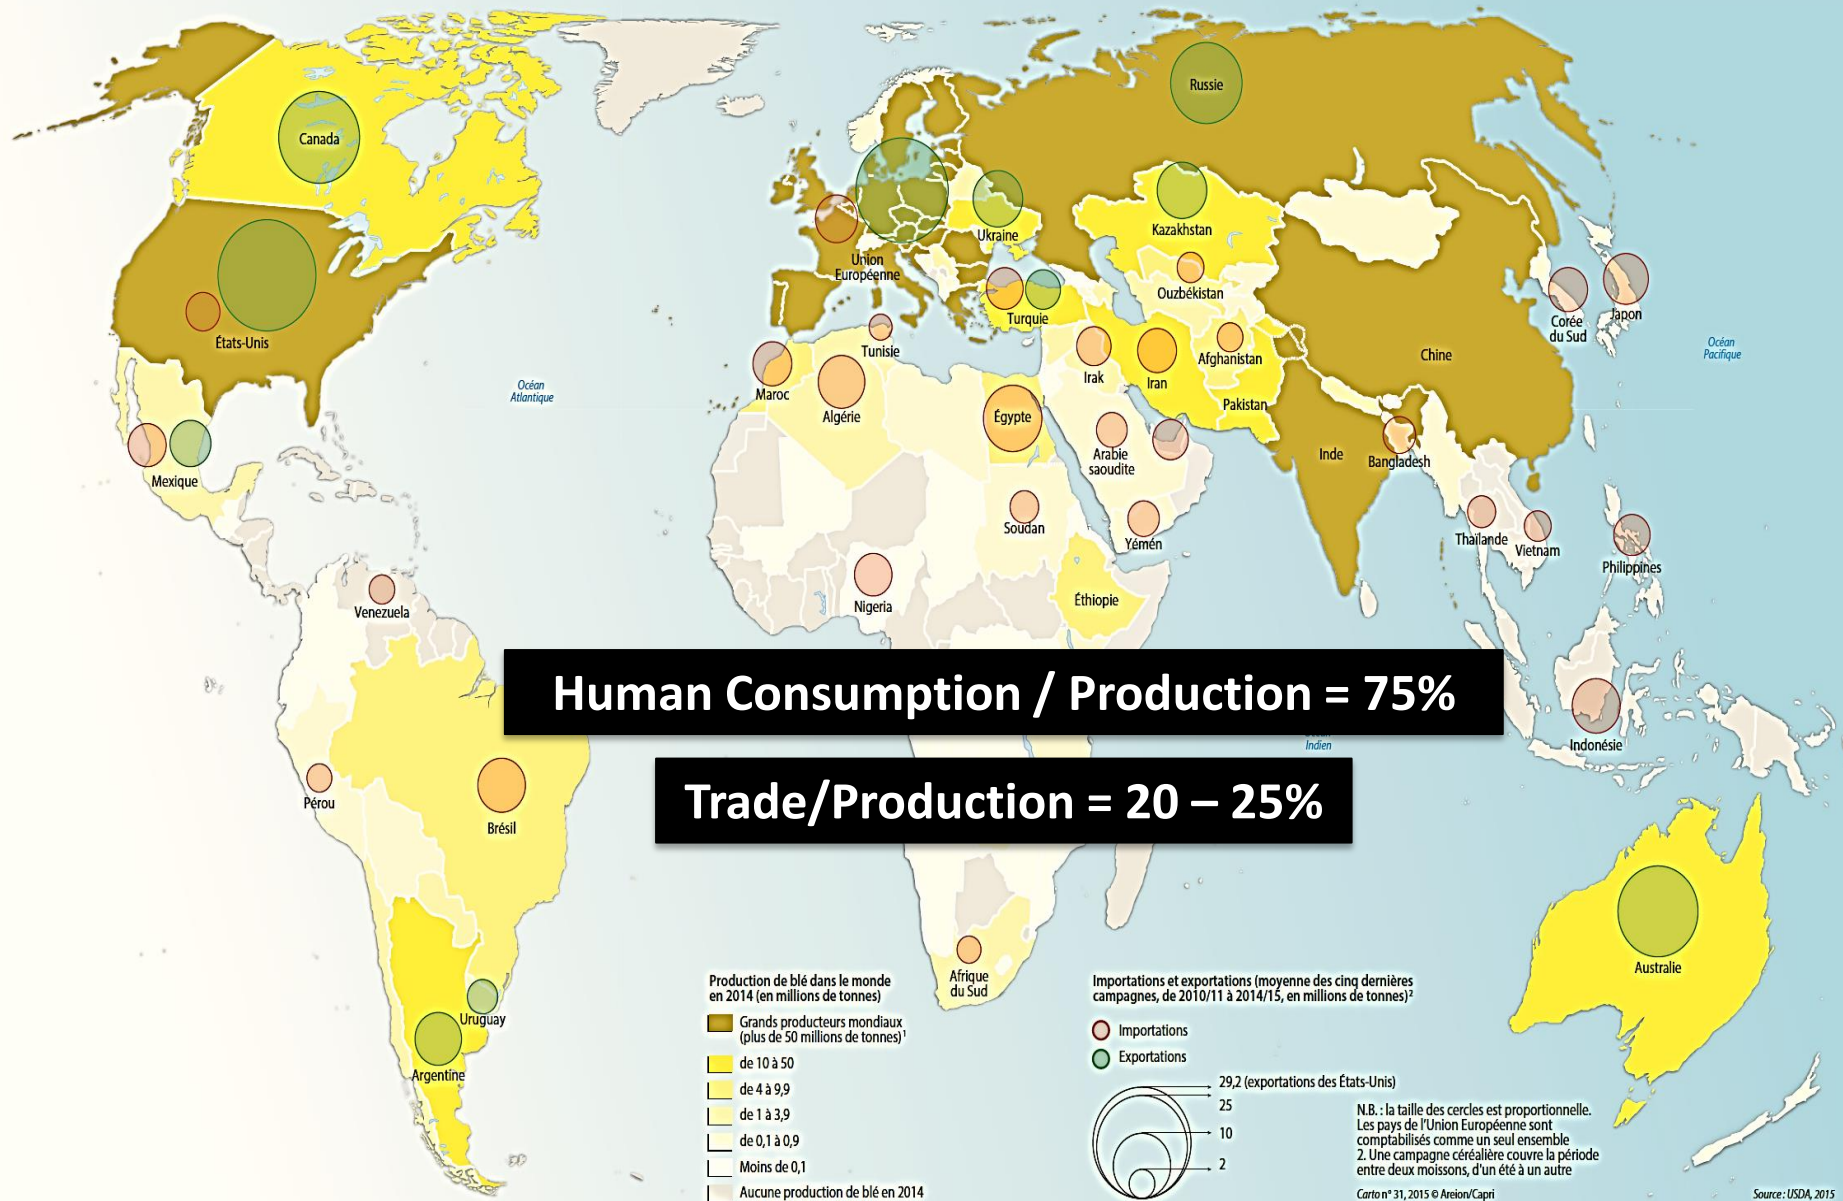 Russie
Canada
Ukraine
Kazakhstan
Union
Européenne
Ouzbékistan
États-Unis
Turquie
Tunisie
Afghanistan
Corée
du Sud
Japon
Océan
Pacifique
Chine
Océan
Atlantique
Maroc
Algérie
Irak
Iran
Pakistan
Égypte
Arabie
saoudite
Inde
Bangladesh
Mexique
Soudan
Yémén
Thaïlande
Vietnam
Philippines
Venezuela
Nigeria
Éthiopie
Human Consumption / Production = 75%
Indien
Indonésie
Trade/Production = 20 – 25%
Pérou
Brésil
Australie
Afrique
du Sud
Uruguay
Argentine
Production de blé dans le monde
en 2014 (en millions de tonnes)
Grands producteurs mondiaux
(plus de 50 millions de tonnes)¹
de 10 à 50
de 4 à 9,9
de 1 à 3,9
de 0,1 à 0,9
Moins de 0,1
Aucune production de blé en 2014
Importations et exportations (moyenne des cinq dernières
campagnes, de 2010/11 à 2014/15, en millions de tonnes)²
Importations
Exportations
29,2 (exportations des États-Unis)
25
10
2
N.B. : la taille des cercles est proportionnelle.
Les pays de l'Union Européenne sont
comptabilisés comme un seul ensemble
2. Une campagne céréalière couvre la période
entre deux moissons, d'un été à un autre
Carto n° 31, 2015 © Areion/Capri
Source : USDA, 2015